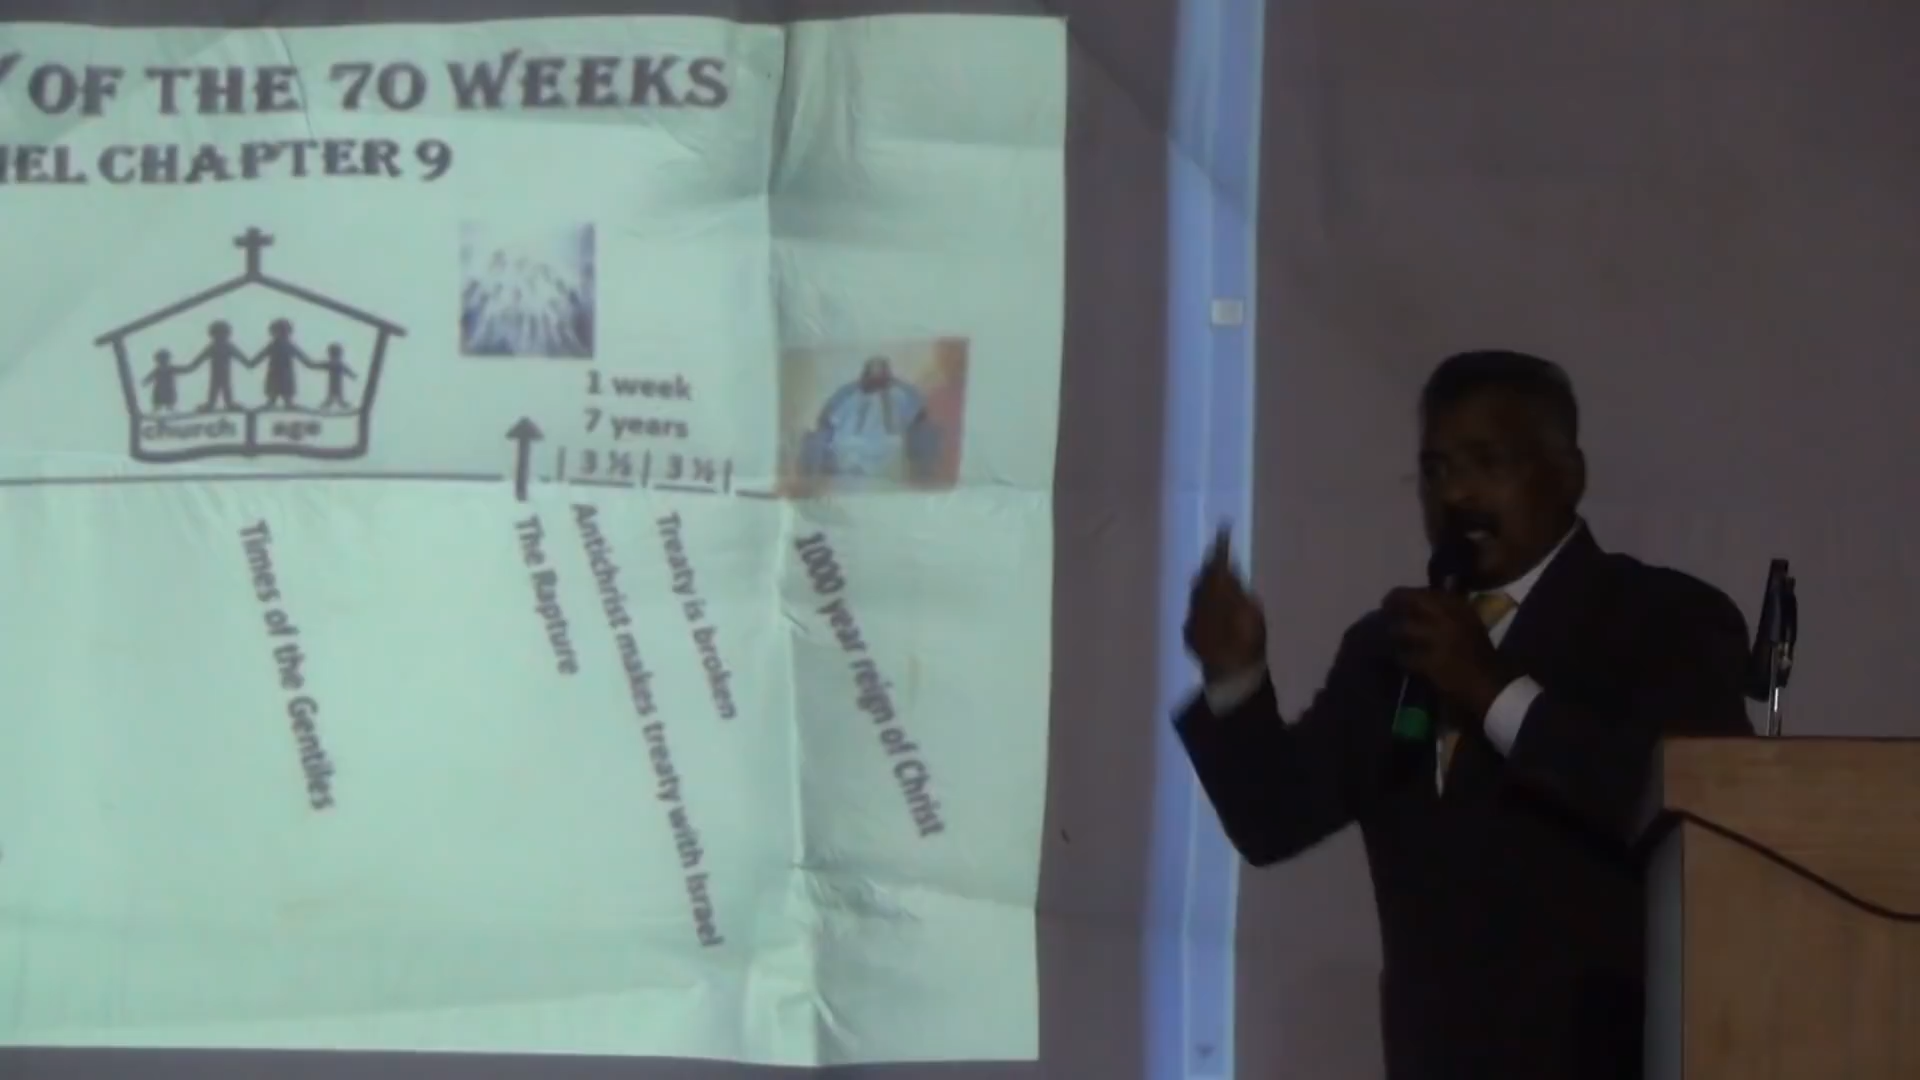 OF THE 70 WEEKS
CHAPTER 9
church age
1 week
7 years
3 ½ 3 ½
Times of the Gentiles
The Rapture
Antichrist makes treaty with Israel
Treaty is broken
1000 year reign of Christ